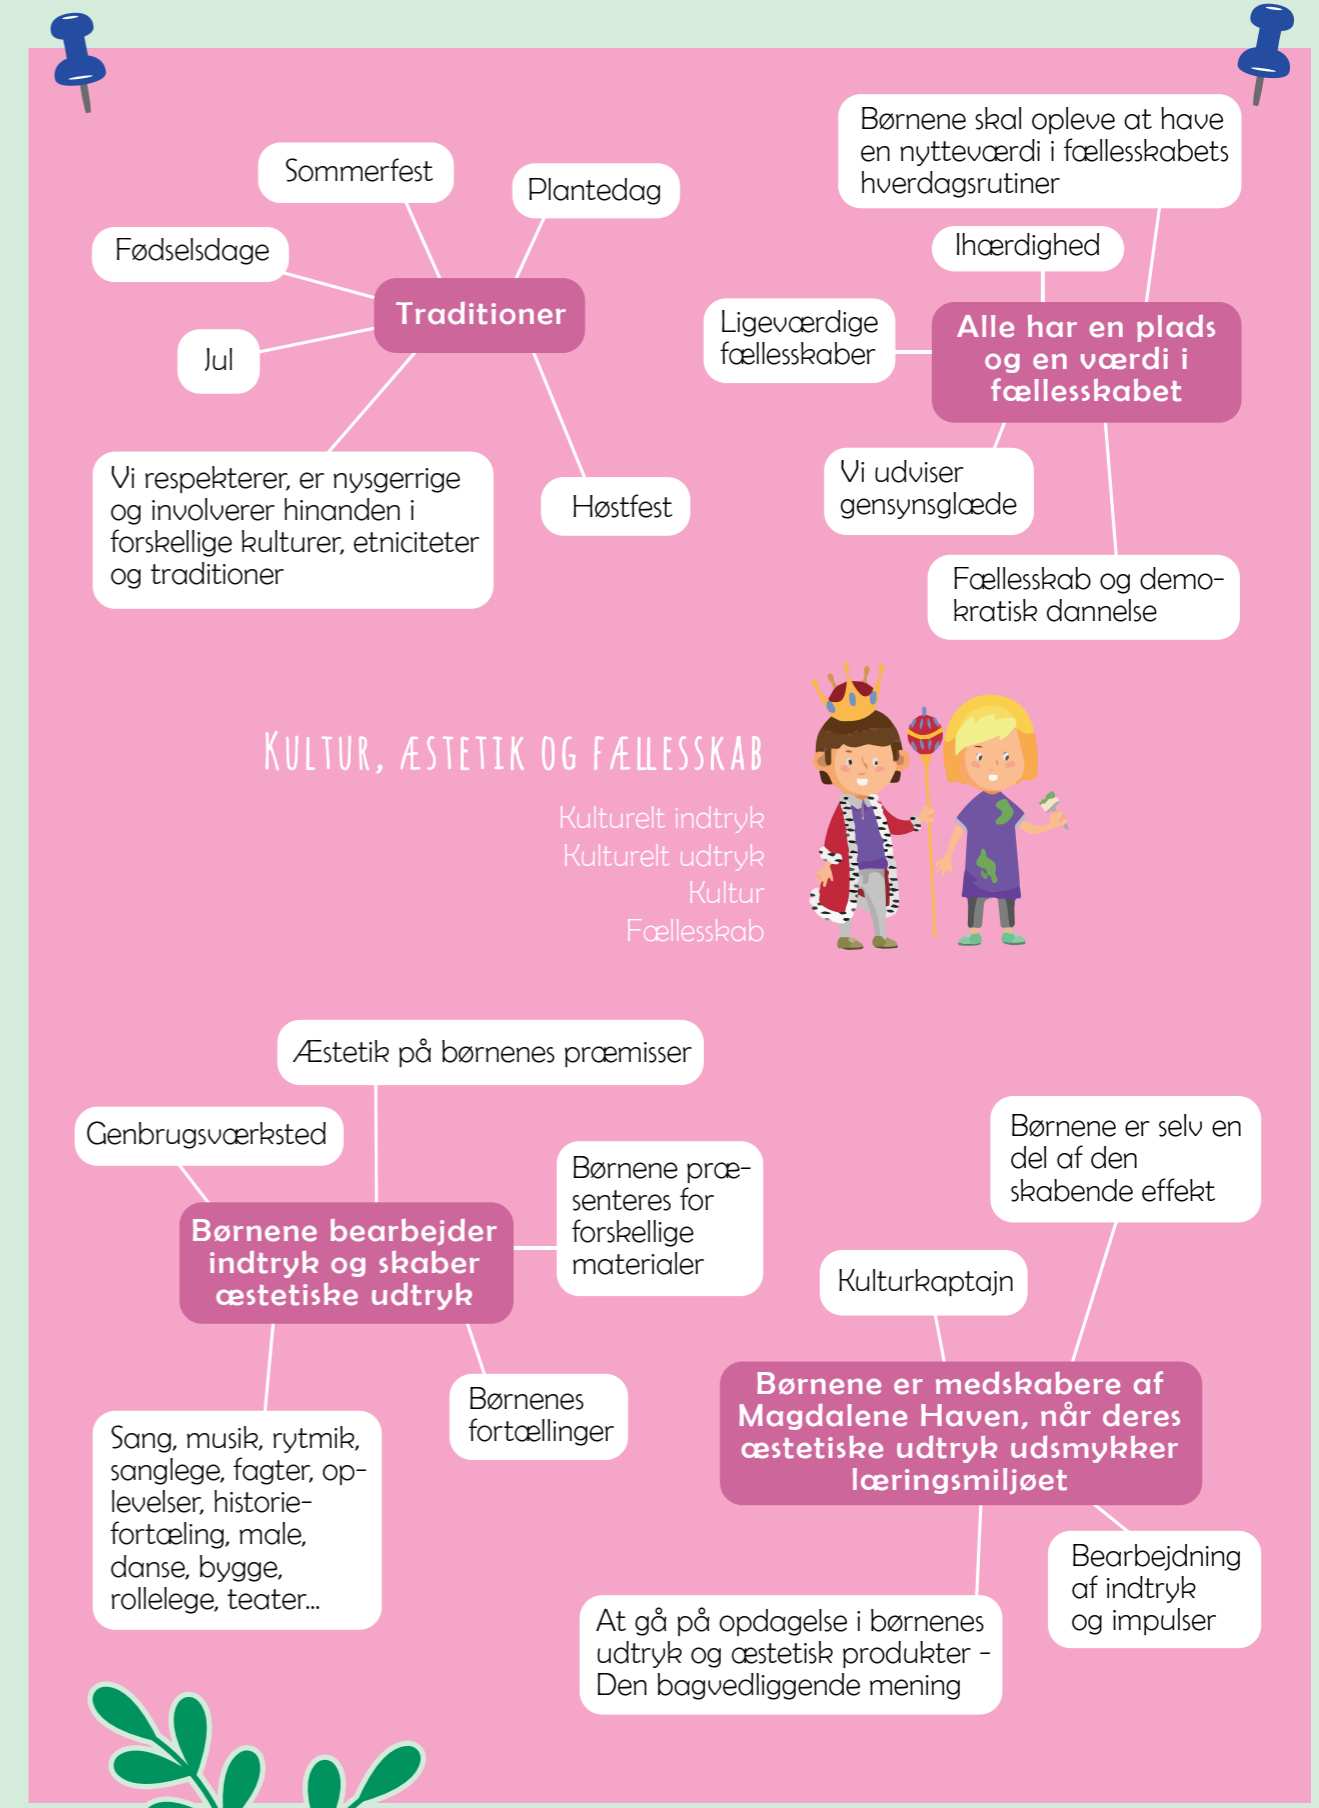 Sommerfest
Plantedag
Fødselsdage
Traditioner
Jul
Vi respekterer, er nysgerrige
og involverer hinanden i
forskellige kulturer, etniciteter
og traditioner
Høstfest
Børnene skal opleve at have
en nytteværdi i fællesskabets
hverdagsrutiner
Ihærdighed
Ligeværdige
fællesskaber
Alle har en plads
og en værdi i
fællesskabet
Vi udviser
gensynsglæde
Fællesskab og demo-
kratisk dannelse
Kultur, æstetik og fællesskab
Kulturelt indtryk
Kulturelt udtryk
Kultur
Fællesskab
Æstetik på børnenes præmisser
Genbrugsværksted
Børnene præ-
senteres for
forskellige
materialer
Børnene bearbejder
indtryk og skaber
æstetiske udtryk
Børnenes
fortællinger
Sang, musik, rytmik,
sanglege, fagter, op-
levelser, historie-
fortæling, male,
danse, bygge,
rollelege, teater...
Børnene er selv en
del af den
skabende effekt
Kulturkaptajn
Børnene er medskabere af
Magdalene Haven, når deres
æstetiske udtryk udsmykker
læringsmiljøet
Bearbejdning
af indtryk
og impulser
At gå på opdagelse i børnenes
udtryk og æstetisk produkter -
Den bagvedliggende mening